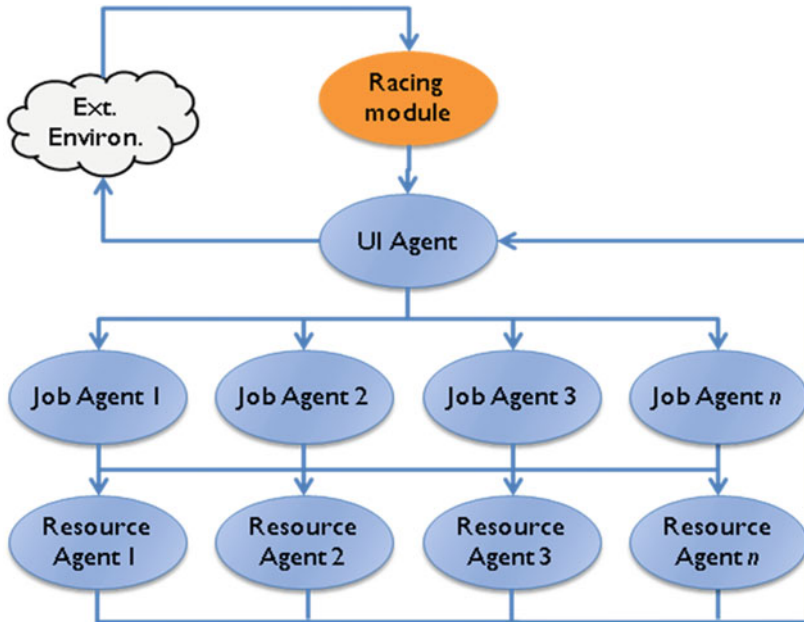 Racing
module
Ext.
Environ.
UI Agent
Job Agent 1
Job Agent 2
Job Agent 3
Job Agent n
Resource
Agent 1
Resource
Agent 2
Resource
Agent 3
Resource
Agent n